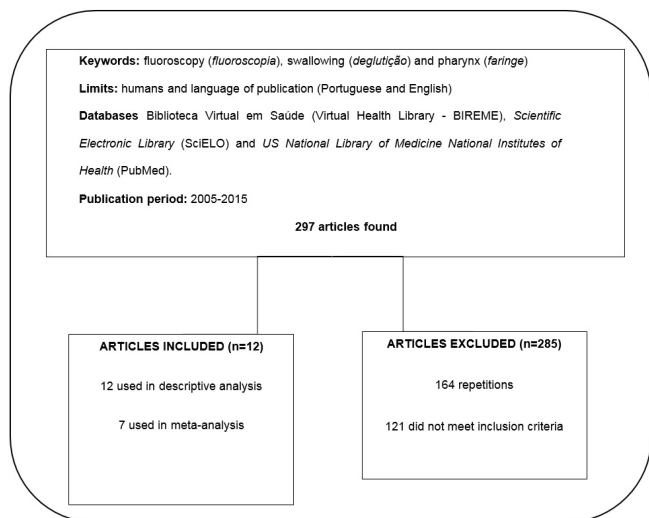 Keywords: fluoroscopy (fluoroscopia), swallowing (deglutição) and pharynx (faringe)
Limits: humans and language of publication (Portuguese and English)
Databases Biblioteca Virtual em Saúde (Virtual Health Library - BIREME), Scientific
Electronic Library (SciELO) and US National Library of Medicine National Institutes of
Health (PubMed).
Publication period: 2005-2015
297 articles found
ARTICLES INCLUDED (n=12)
12 used in descriptive analysis
7 used in meta-analysis
ARTICLES EXCLUDED (n=285)
164 repetitions
121 did not meet inclusion criteria